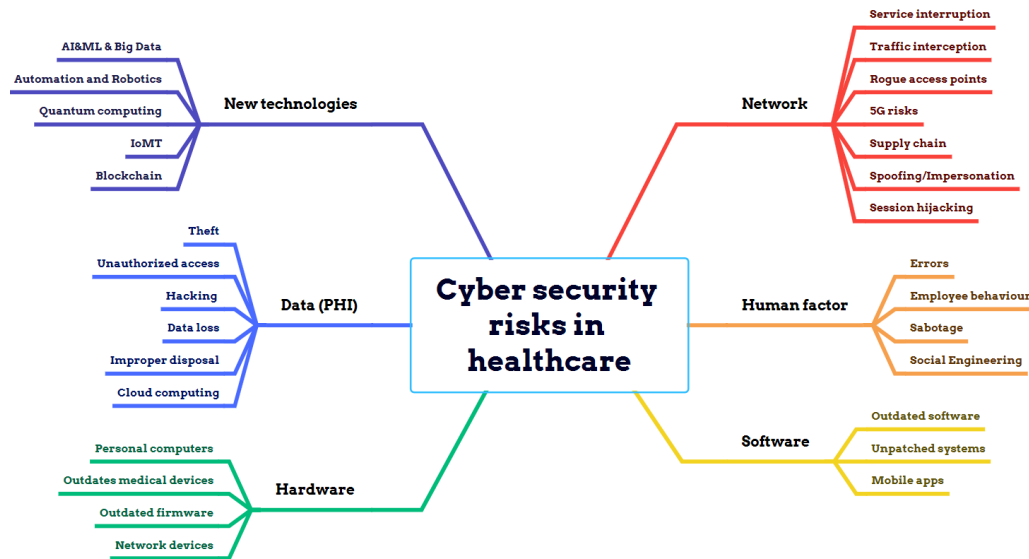 Cyber security
risks in
healthcare
New technologies
AI&ML & Big Data
Automation and Robotics
Quantum computing
IoMT
Blockchain
Data (PHI)
Theft
Unauthorized access
Hacking
Data loss
Improper disposal
Cloud computing
Hardware
Personal computers
Outdates medical devices
Outdated firmware
Network devices
Network
Service interruption
Traffic interception
Rogue access points
5G risks
Supply chain
Spoofing/Impersonation
Session hijacking
Human factor
Errors
Employee behaviour
Sabotage
Social Engineering
Software
Outdated software
Unpatched systems
Mobile apps